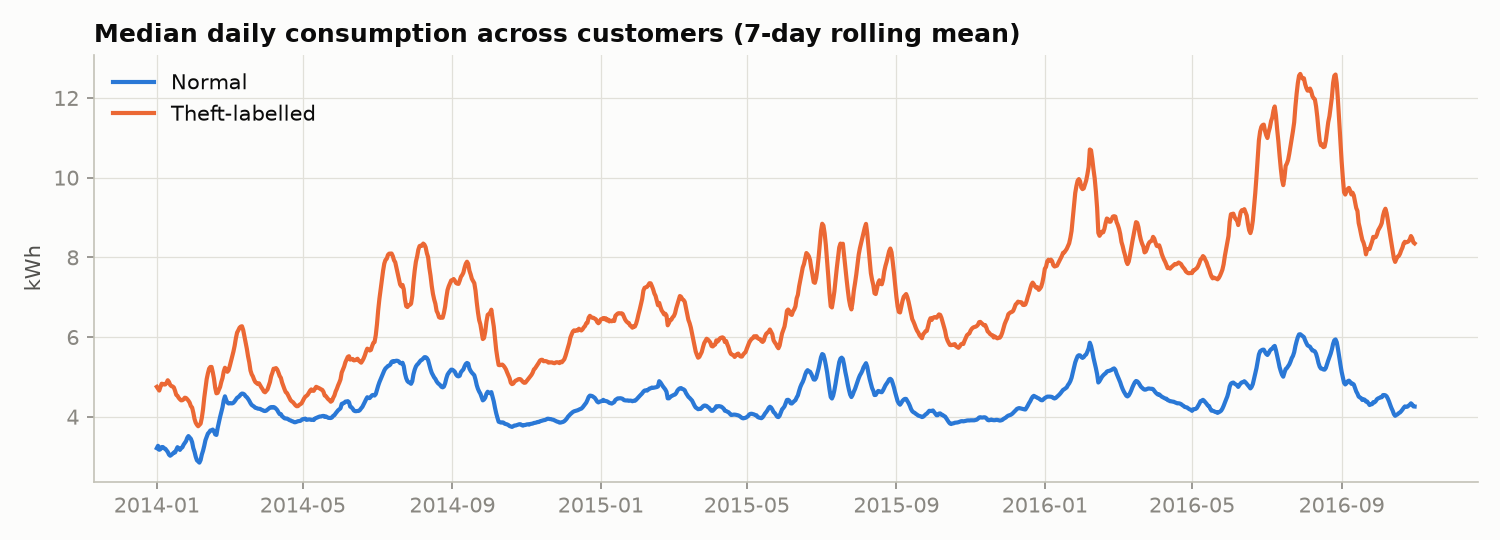 Median daily consumption across customers (7-day rolling mean)
Normal
Theft-labelled
kWh
12
10
8
6
4
2014-01 2014-05 2014-09 2015-01 2015-05 2015-09 2016-01 2016-05 2016-09